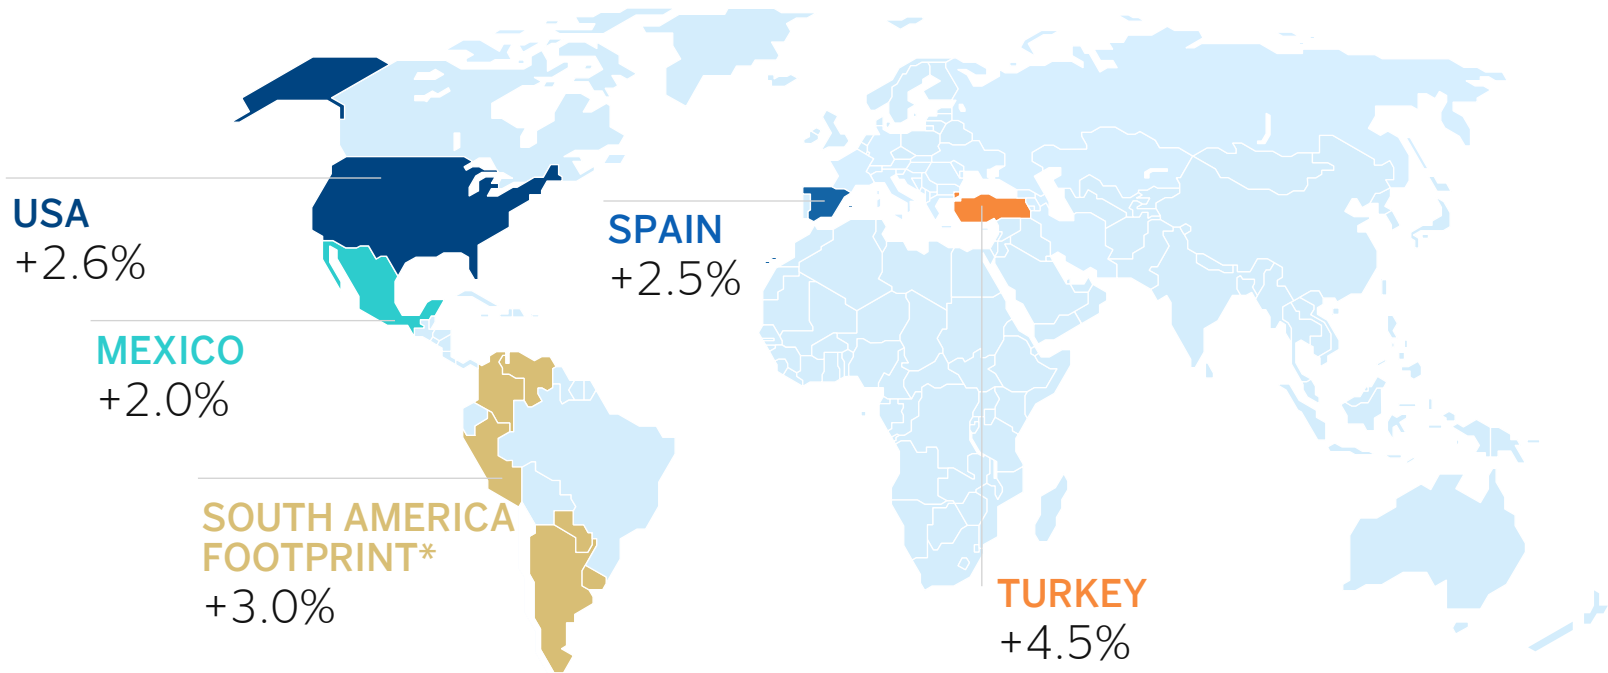 USA
+2.6%
SPAIN
+2.5%
MEXICO
+2.0%
SOUTH AMERICA
FOOTPRINT*
+3.0%
TURKEY
+4.5%